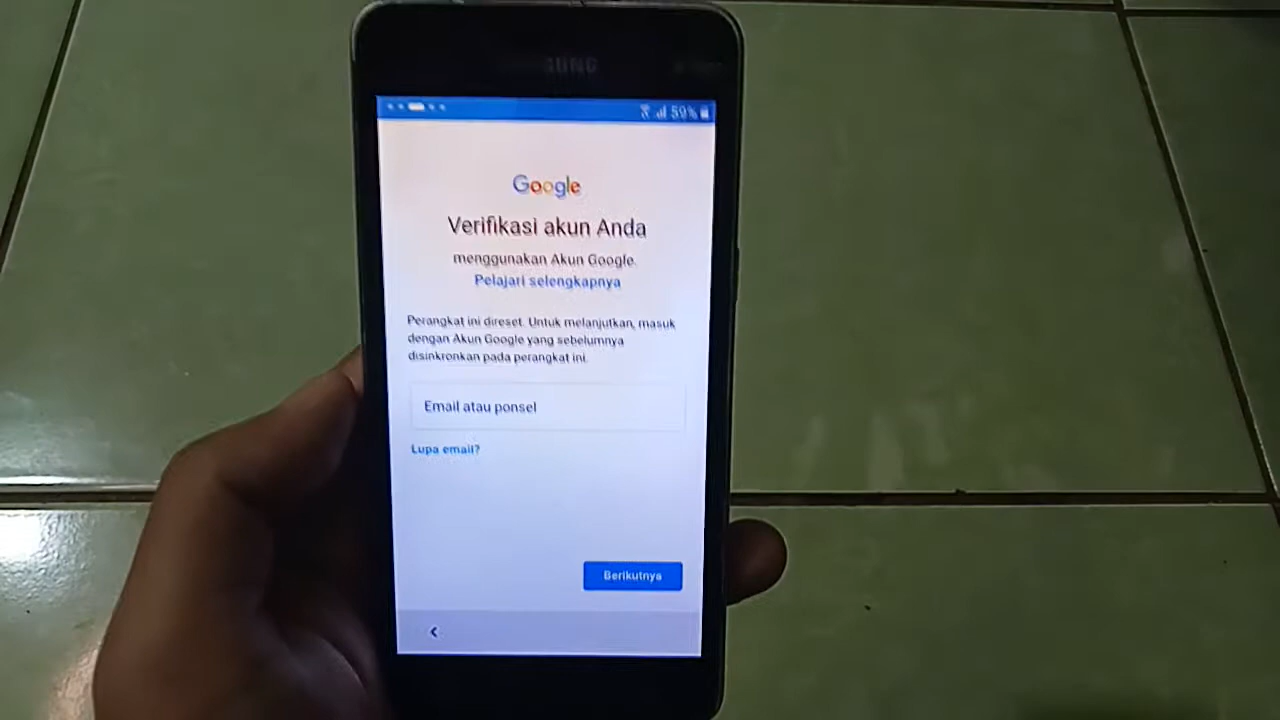 59%
Google
Verifikasi akun Anda
menggunakan Akun Google.
Pelajari selengkapnya
Perangkat ini direset. Untuk melanjutkan, masuk
dengan Akun Google yang sebelumnya
disinkronkan pada perangkat ini.
Email atau ponsel
Lupa email?
Berikutnya